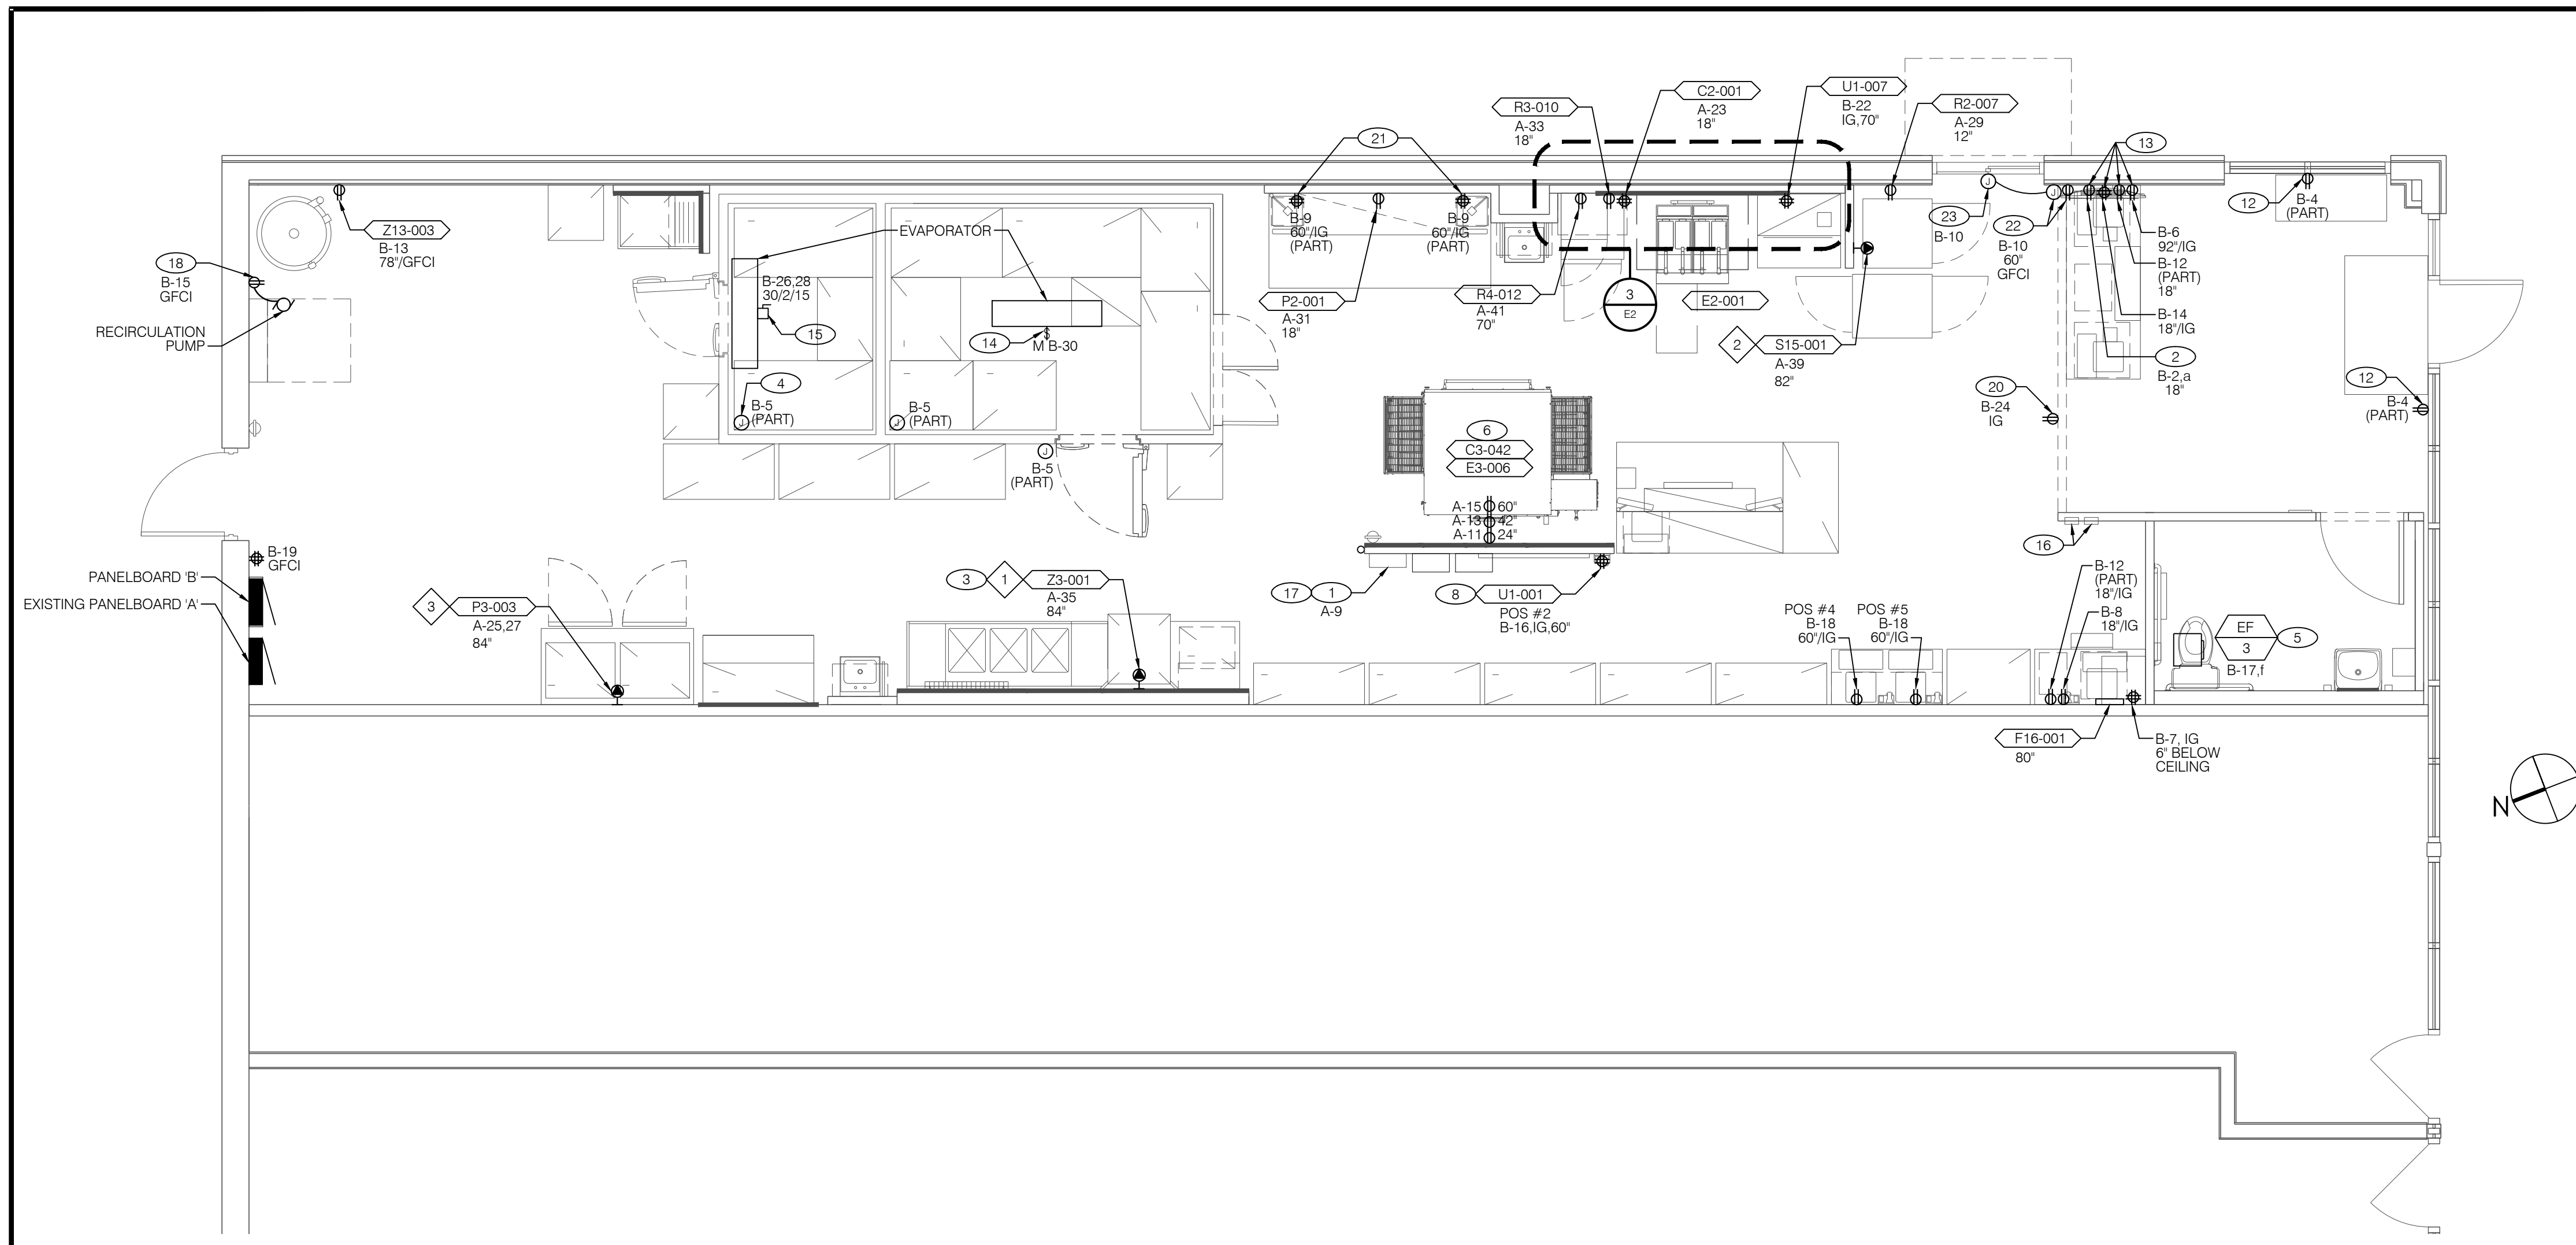 C2-001
A-23
18"
U1-007
B-22
IG,70"
R3-010
A-33
18"
R2-007
A-29
12"
21
13
Z13-003
B-13
78"/GFCI
18
B-15
GFCI
RECIRCULATION
PUMP
EVAPORATOR
B-26,28
30/2/15
15
14
M B-30
$
4
J
B-5
(PART)
J
B-5
(PART)
J
B-5
(PART)
B-9
60"/IG
(PART)
B-9
60"/IG
(PART)
P2-001
A-31
18"
R4-012
A-41
70"
3
E2
E2-001
2
S15-001
A-39
82"
J
23
B-10
J
22
B-10
60"
GFCI
12
B-4
(PART)
B-6
92"/IG
B-12
(PART)
18"
B-14
18"/IG
2
B-2,a
18"
20
B-24
IG
12
B-4
(PART)
6
C3-042
E3-006
A-15
60"
A-13
42"
A-11
24"
16
B-19
GFCI
PANELBOARD 'B'
EXISTING PANELBOARD 'A'
3
P3-003
A-25,27
84"
3
1
Z3-001
A-35
84"
17
1
A-9
8
U1-001
POS #2
B-16,IG,60"
POS #4
B-18
60"/IG
POS #5
B-18
60"/IG
B-12
(PART)
18"/IG
B-8
18"/IG
EF
3
5
B-17,f
F16-001
80"
B-7, IG
6" BELOW
CEILING
N